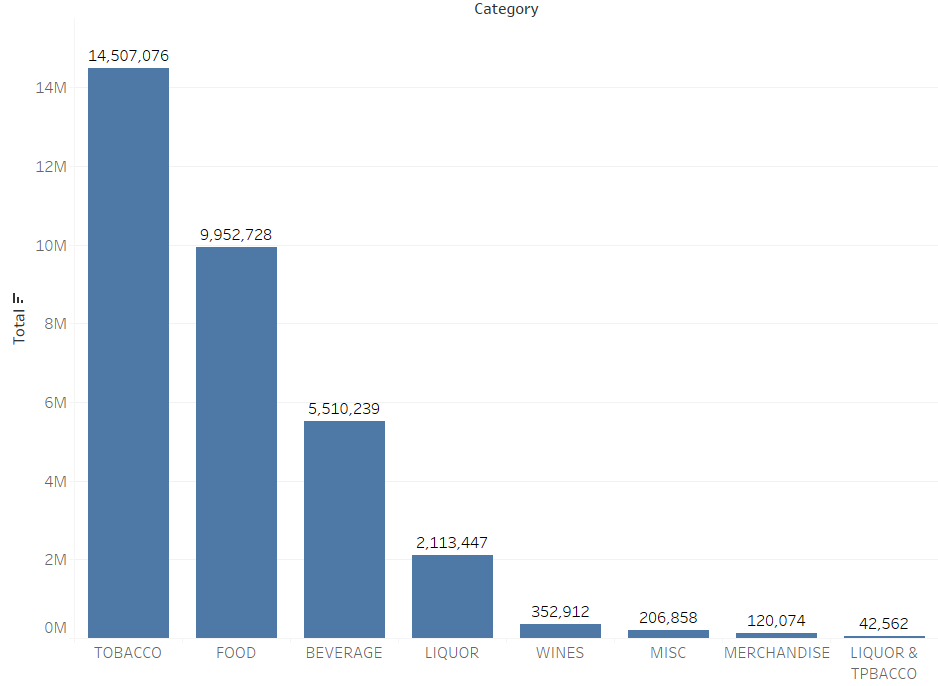 Category
14,507,076
14M
12M
9,952,728
10M
Total
8M
5,510,239
6M
4M
2,113,447
2M
352,912
206,858
120,074
42,562
0M
TOBACCO
FOOD
BEVERAGE
LIQUOR
WINES
MISC
MERCHANDISE
LIQUOR &
TPBACCO